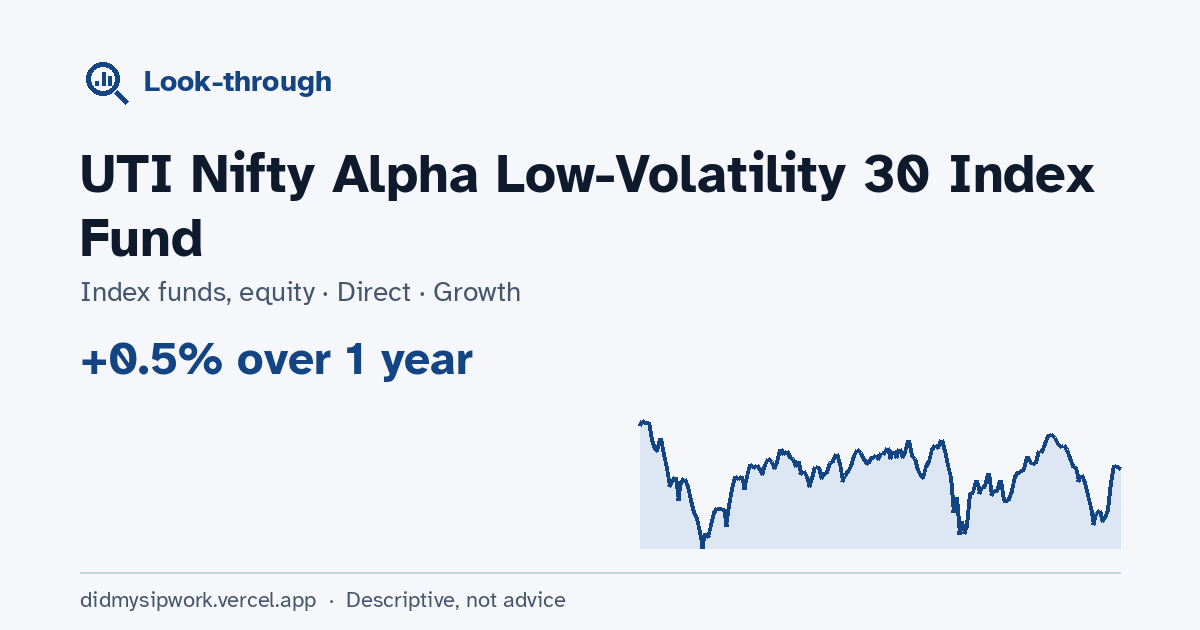 Look-through
UTI Nifty Alpha Low-Volatility 30 Index
Fund
Index funds, equity · Direct · Growth
+0.5% over 1 year
didmysipwork.vercel.app · Descriptive, not advice